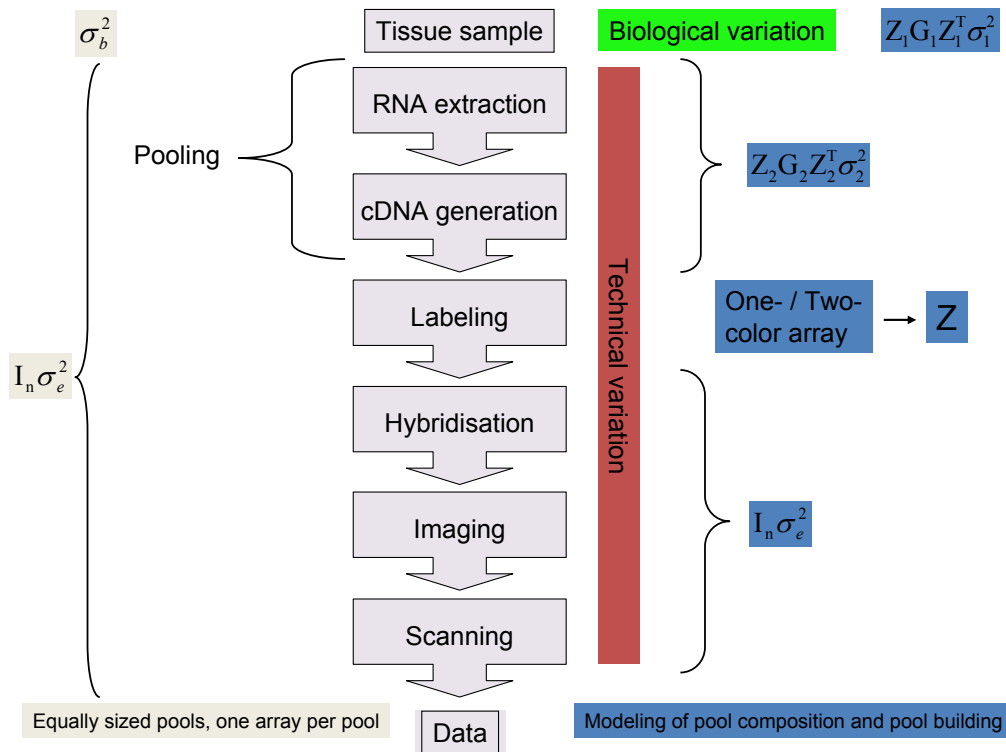 σ_b^2
Tissue sample
Biological variation
Z_1G_1Z_1^Tσ_1^2
RNA extraction
Pooling
Z_2G_2Z_2^Tσ_2^2
cDNA generation
Technical variation
Labeling
One- / Two-
color array
Z
I_nσ_e^2
Hybridisation
Imaging
I_nσ_e^2
Scanning
Equally sized pools, one array per pool
Data
Modeling of pool composition and pool building